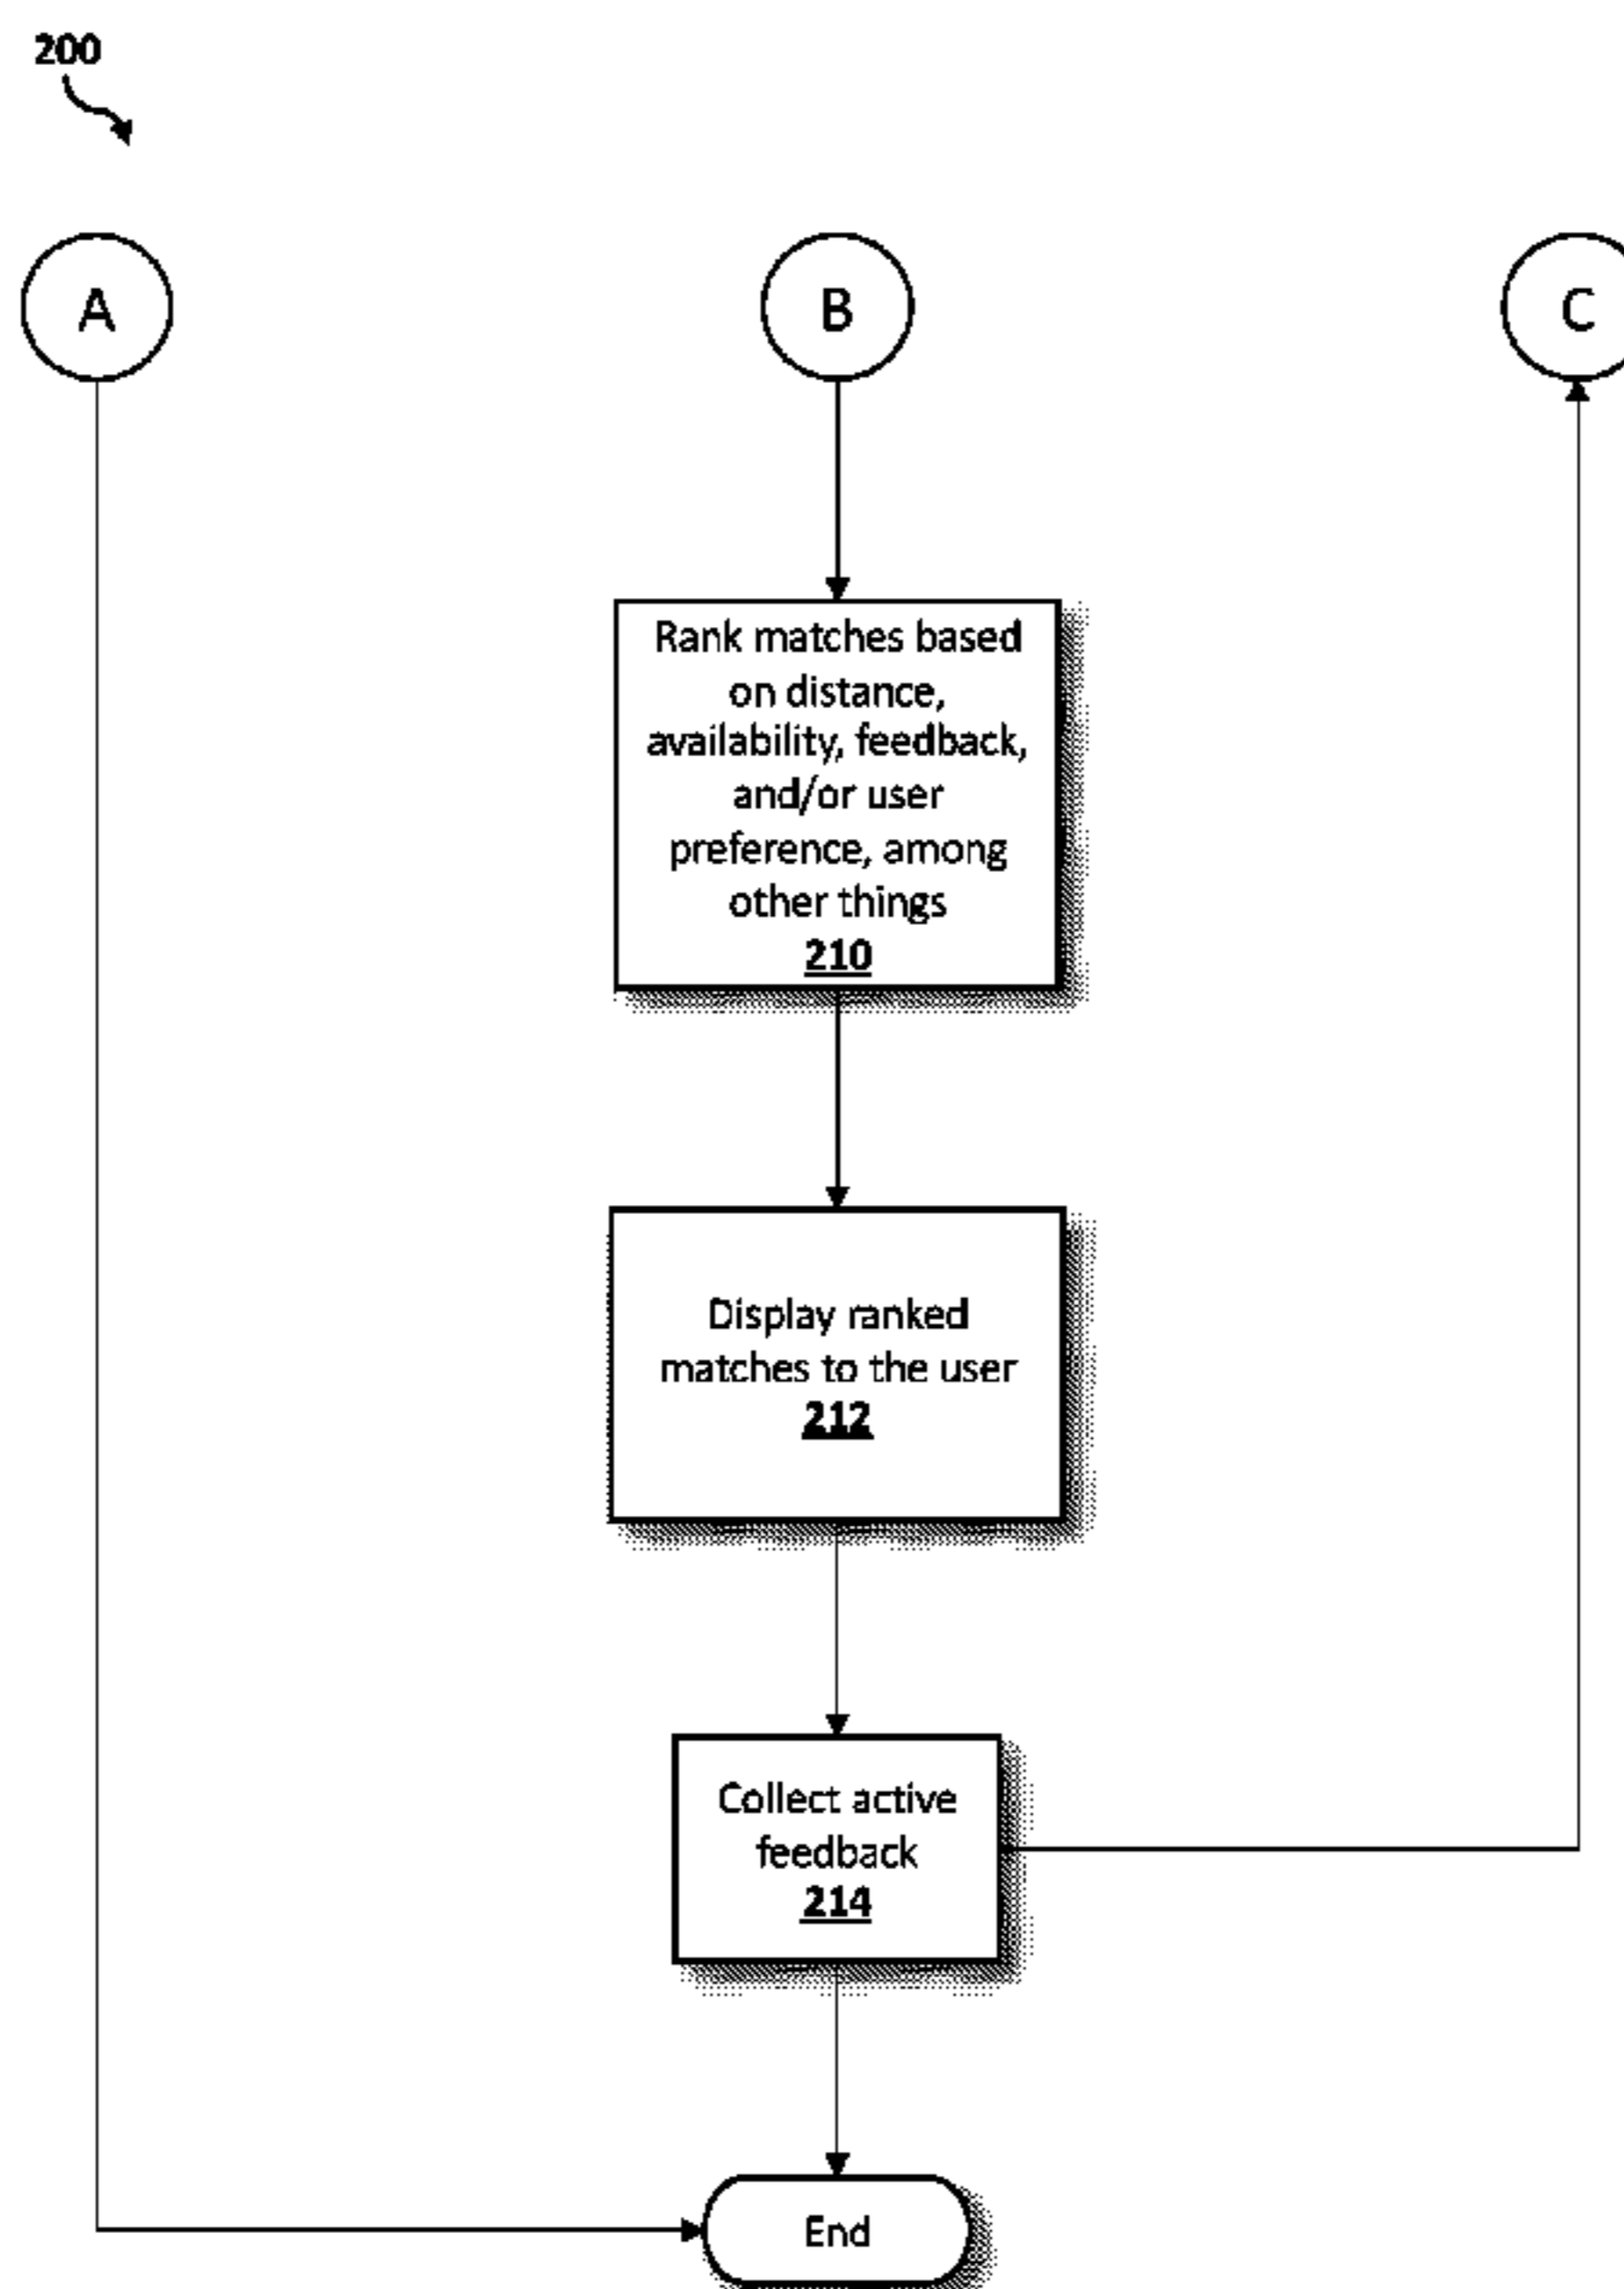 200
A
B
C
Rank matches based
on distance,
availability, feedback,
and/or user
preference, among
other things
210
Display ranked
matches to the user
212
Collect active
feedback
214
End